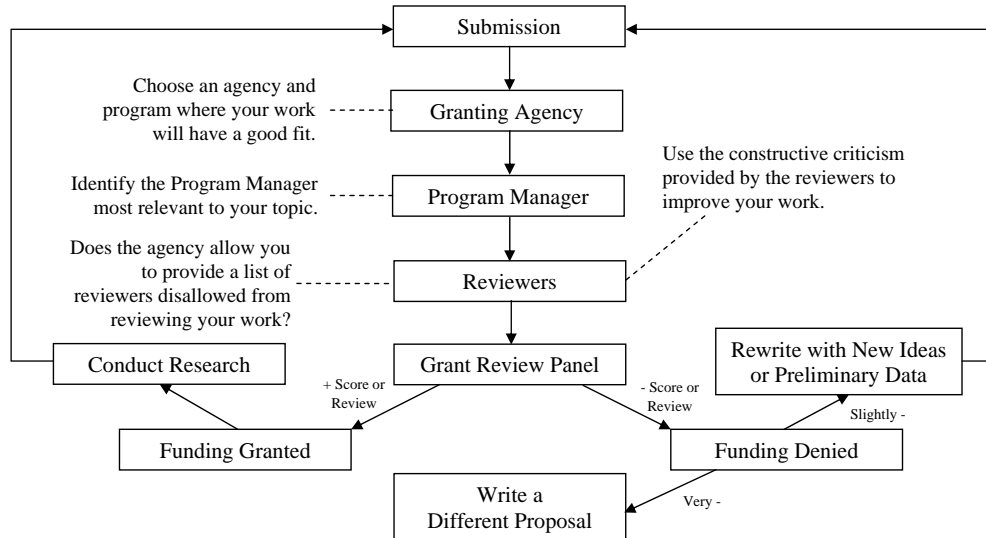 Submission
Choose an agency and
program where your work
will have a good fit.
Granting Agency
Use the constructive criticism
provided by the reviewers to
improve your work.
Identify the Program Manager
most relevant to your topic.
Program Manager
Does the agency allow you
to provide a list of
reviewers disallowed from
reviewing your work?
Reviewers
Conduct Research
Grant Review Panel
Rewrite with New Ideas
or Preliminary Data
+ Score or
Review
- Score or
Review
Slightly -
Funding Granted
Funding Denied
Write a
Different Proposal
Very -